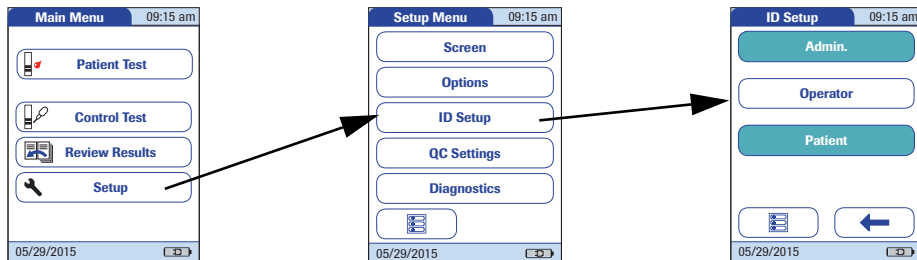 Main Menu 09:15 am
Patient Test
Control Test
Review Results
Setup
05/29/2015
Setup Menu 09:15 am
Screen
Options
ID Setup
QC Settings
Diagnostics
05/29/2015
ID Setup 09:15 am
Admin.
Operator
Patient
05/29/2015